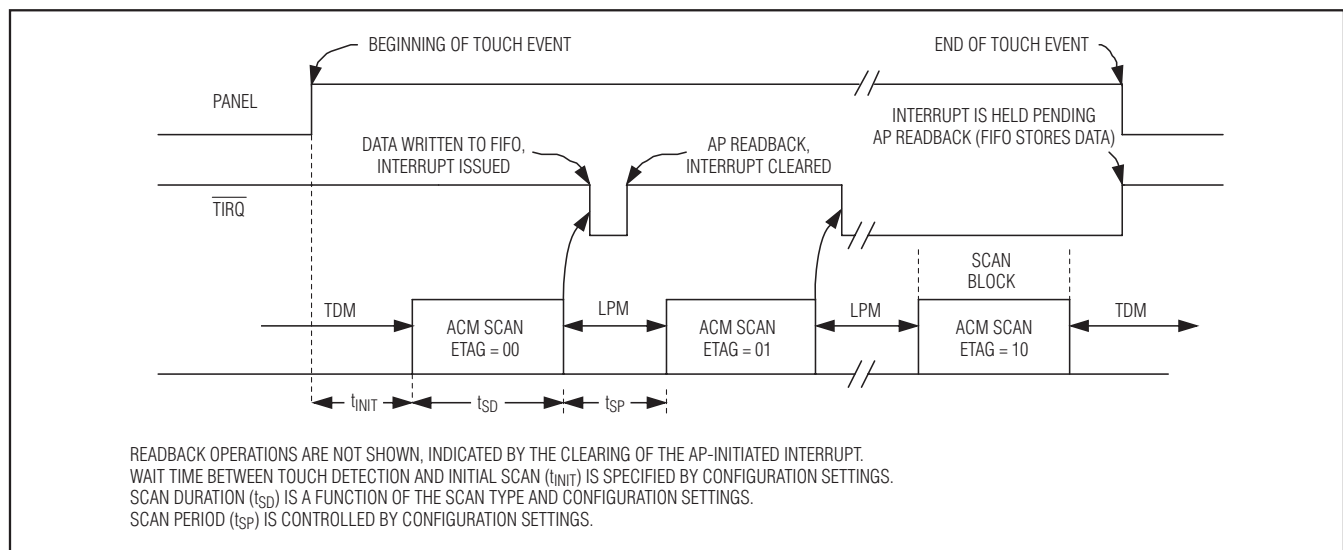 BEGINNING OF TOUCH EVENT
END OF TOUCH EVENT
PANEL
INTERRUPT IS HELD PENDING
AP READBACK (FIFO STORES DATA)
DATA WRITTEN TO FIFO,
INTERRUPT ISSUED
AP READBACK,
INTERRUPT CLEARED
TIRQ
SCAN
BLOCK
TDM
ACM SCAN
ETAG = 00
LPM
ACM SCAN
ETAG = 01
LPM
ACM SCAN
ETAG = 10
TDM
tINIT
tSD
tSP
READBACK OPERATIONS ARE NOT SHOWN, INDICATED BY THE CLEARING OF THE AP-INITIATED INTERRUPT.
WAIT TIME BETWEEN TOUCH DETECTION AND INITIAL SCAN (tINIT) IS SPECIFIED BY CONFIGURATION SETTINGS.
SCAN DURATION (tSD) IS A FUNCTION OF THE SCAN TYPE AND CONFIGURATION SETTINGS.
SCAN PERIOD (tSP) IS CONTROLLED BY CONFIGURATION SETTINGS.